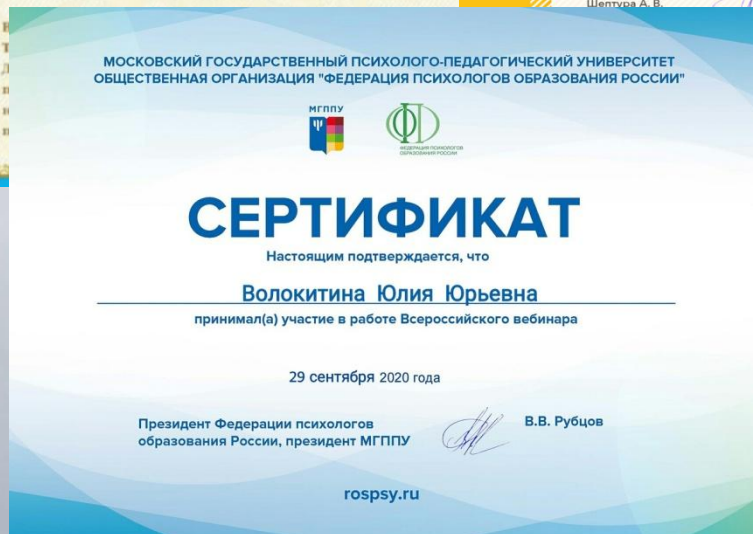 Шептура А. В.
МОСКОВСКИЙ ГОСУДАРСТВЕННЫЙ ПСИХОЛОГО-ПЕДАГОГИЧЕСКИЙ УНИВЕРСИТЕТ
ОБЩЕСТВЕННАЯ ОРГАНИЗАЦИЯ "ФЕДЕРАЦИЯ ПСИХОЛОГОВ ОБРАЗОВАНИЯ РОССИИ"
МГППУ
ФЕДЕРАЦИЯ ПСИХОЛОГОВ
ОБРАЗОВАНИЯ РОССИИ
СЕРТИФИКАТ
Настоящим подтверждается, что
Волокитина Юлия Юрьевна
принимал(а) участие в работе Всероссийского вебинара
29 сентября 2020 года
Президент Федерации психологов
образования России, президент МГППУ
В.В. Рубцов
rospsy.ru